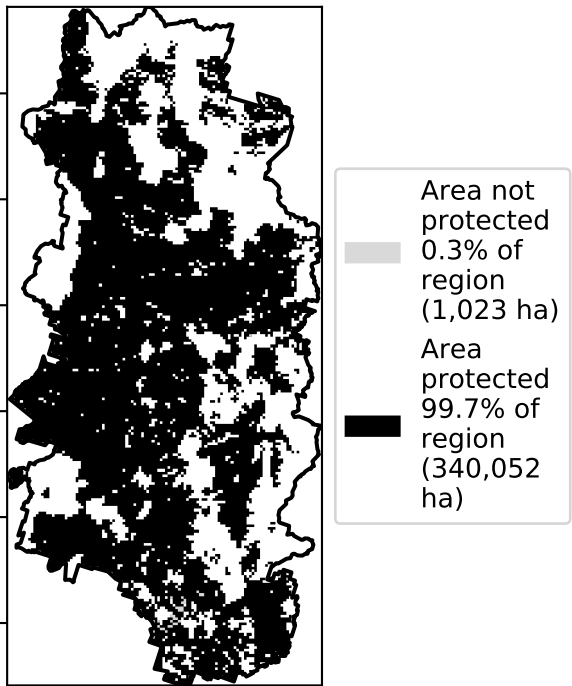 Area not
protected
0.3% of
region
(1,023 ha)
Area
protected
99.7% of
region
(340,052
ha)